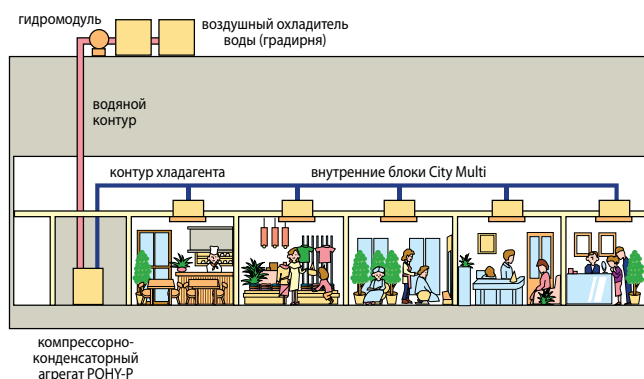 гидромодуль
воздушный охладитель
воды (градирня)
водяной
контур
контур хладагента
внутренние блоки City Multi
компрессорно-
конденсаторный
агрегат PQHY-P